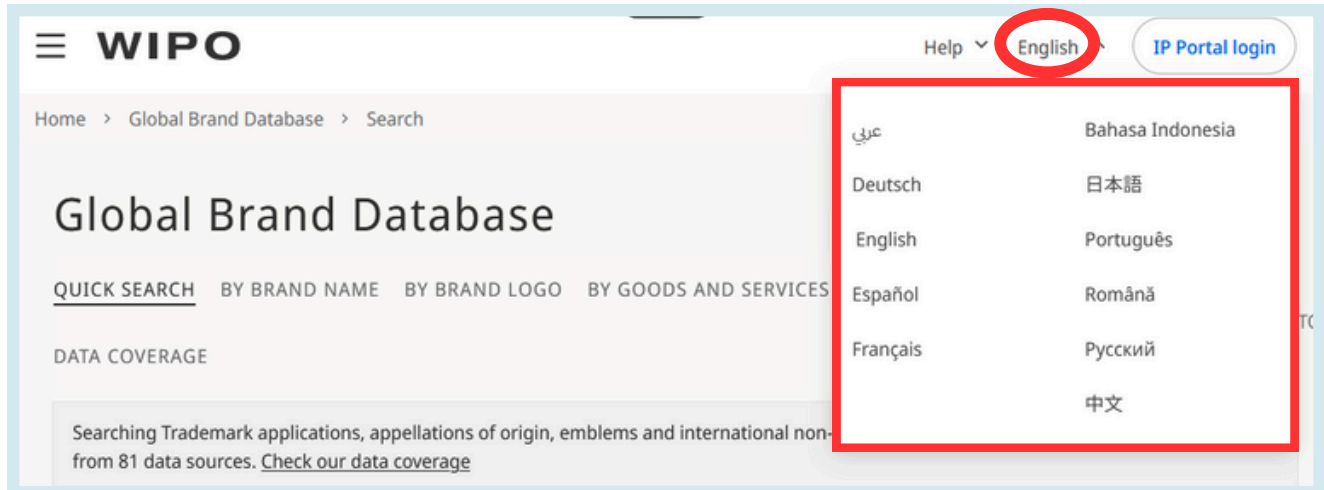 WIPO
Help
English
IP Portal login
Home > Global Brand Database > Search
Global Brand Database
QUICK SEARCH BY BRAND NAME BY BRAND LOGO BY GOODS AND SERVICES
DATA COVERAGE
Searching Trademark applications, appellations of origin, emblems and international non-
from 81 data sources. Check our data coverage
عربي
Deutsch
English
Español
Français
Bahasa Indonesia
日本語
Português
Română
Русский
中文